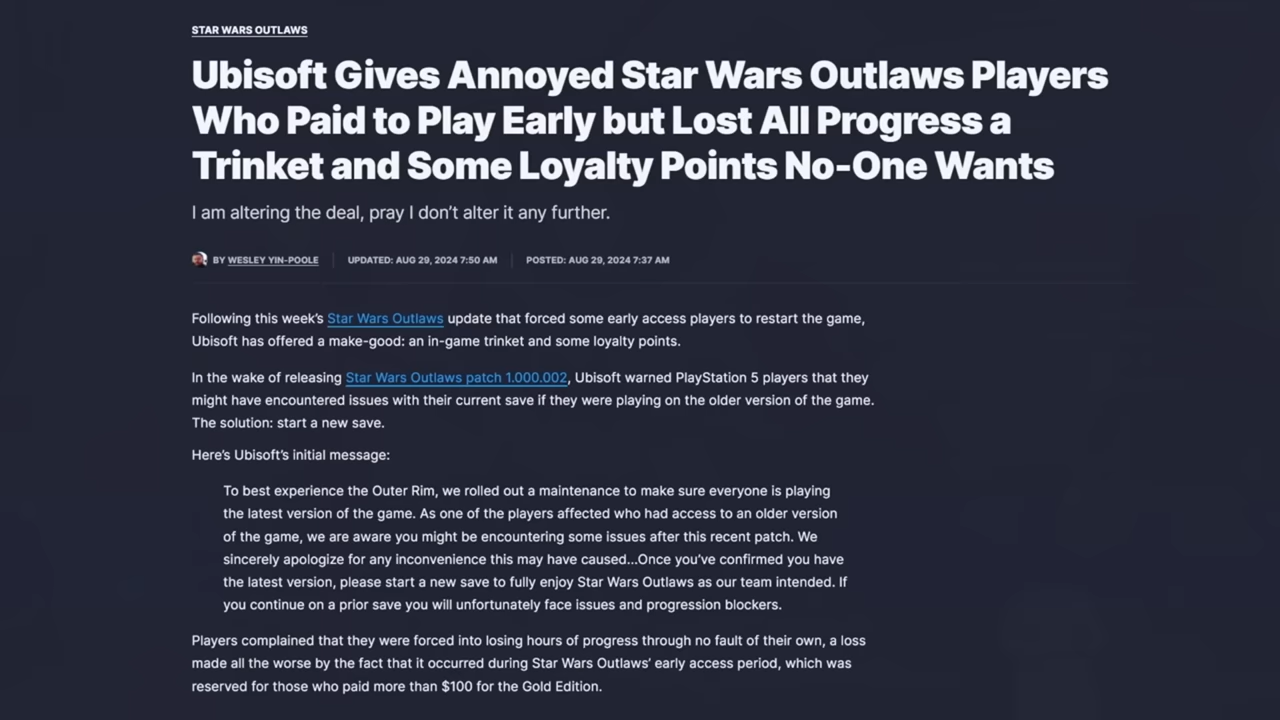 STAR WARS OUTLAWS
Ubisoft Gives Annoyed Star Wars Outlaws Players
Who Paid to Play Early but Lost All Progress a
Trinket and Some Loyalty Points No-One Wants
I am altering the deal, pray I don’t alter it any further.
BY WESLEY YIN-POOLE UPDATED: AUG 29, 2024 7:50 AM POSTED: AUG 29, 2024 7:37 AM
Following this week’s Star Wars Outlaws update that forced some early access players to restart the game,
Ubisoft has offered a make-good: an in-game trinket and some loyalty points.
In the wake of releasing Star Wars Outlaws patch 1.000.002, Ubisoft warned PlayStation 5 players that they
might have encountered issues with their current save if they were playing on the older version of the game.
The solution: start a new save.
Here’s Ubisoft’s initial message:
To best experience the Outer Rim, we rolled out a maintenance to make sure everyone is playing
the latest version of the game. As one of the players affected who had access to an older version
of the game, we are aware you might be encountering some issues after this recent patch. We
sincerely apologize for any inconvenience this may have caused...Once you’ve confirmed you have
the latest version, please start a new save to fully enjoy Star Wars Outlaws as our team intended. If
you continue on a prior save you will unfortunately face issues and progression blockers.
Players complained that they were forced into losing hours of progress through no fault of their own, a loss
made all the worse by the fact that it occurred during Star Wars Outlaws’ early access period, which was
reserved for those who paid more than $100 for the Gold Edition.